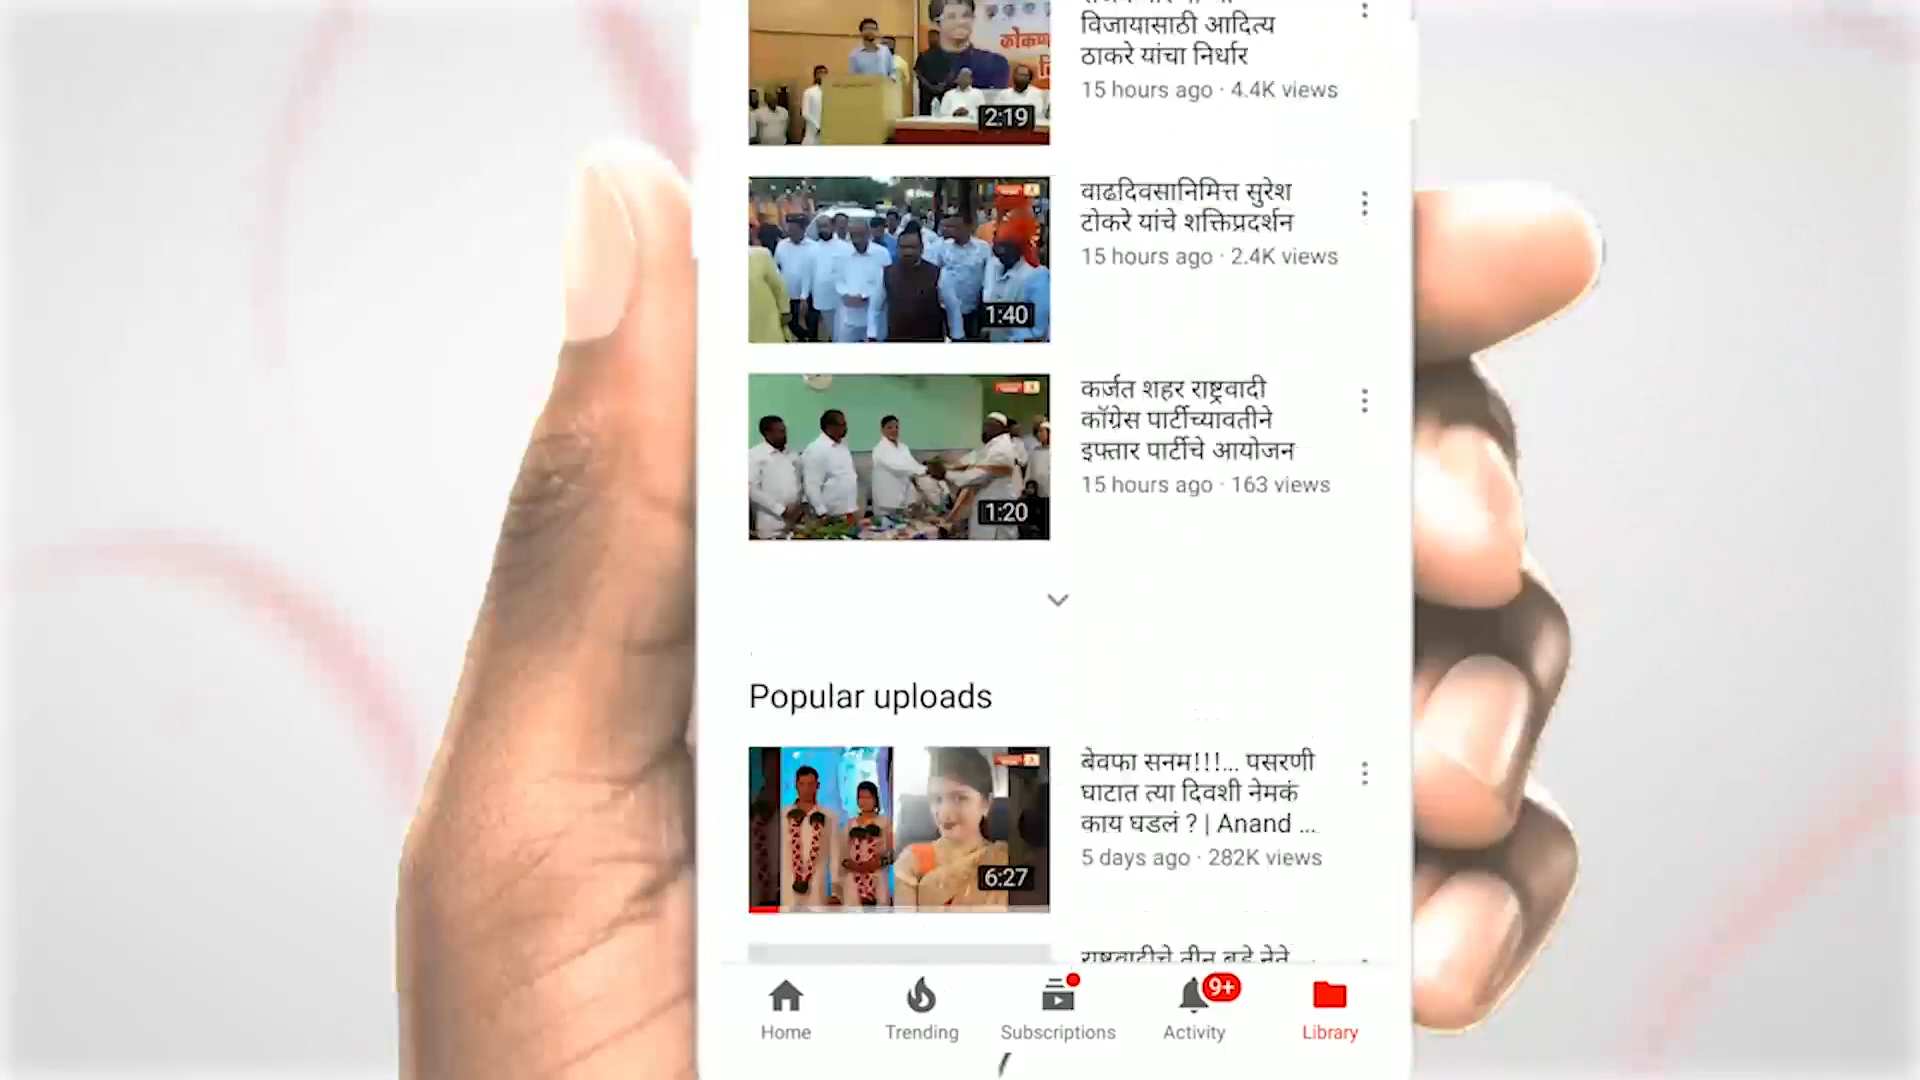 विजायासाठी आदित्य
ठाकरे यांचा निर्धार
15 hours ago · 4.4K views
कोकण
2:19
वाढदिवसानिमित्त सुरेश
टोकरे यांचे शक्तिप्रदर्शन
15 hours ago · 2.4K views
1:40
कर्जत शहर राष्ट्रवादी
काँग्रेस पार्टीच्यावतीने
इफ्तार पार्टीचे आयोजन
15 hours ago · 163 views
1:20
Popular uploads
बेवफा सनम!!!... पसरणी
घाटात त्या दिवशी नेमकं
काय घडलं ? | Anand ...
5 days ago · 282K views
6:27
राष्ट्रवादीचे तीन बडे नेते
9+
Home
Trending
Subscriptions
Activity
Library